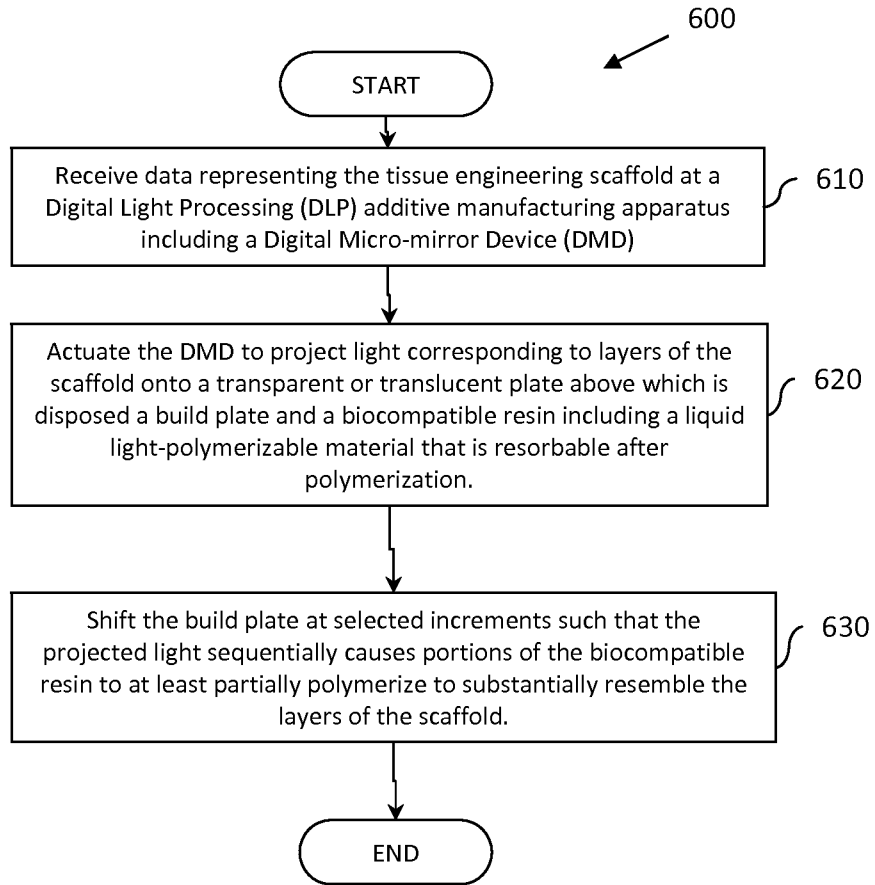 600
START
Receive data representing the tissue engineering scaffold at a
Digital Light Processing (DLP) additive manufacturing apparatus
including a Digital Micro-mirror Device (DMD)
610
Actuate the DMD to project light corresponding to layers of the
scaffold onto a transparent or translucent plate above which is
disposed a build plate and a biocompatible resin including a liquid
light-polymerizable material that is resorbable after
polymerization.
620
Shift the build plate at selected increments such that the
projected light sequentially causes portions of the biocompatible
resin to at least partially polymerize to substantially resemble the
layers of the scaffold.
630
END